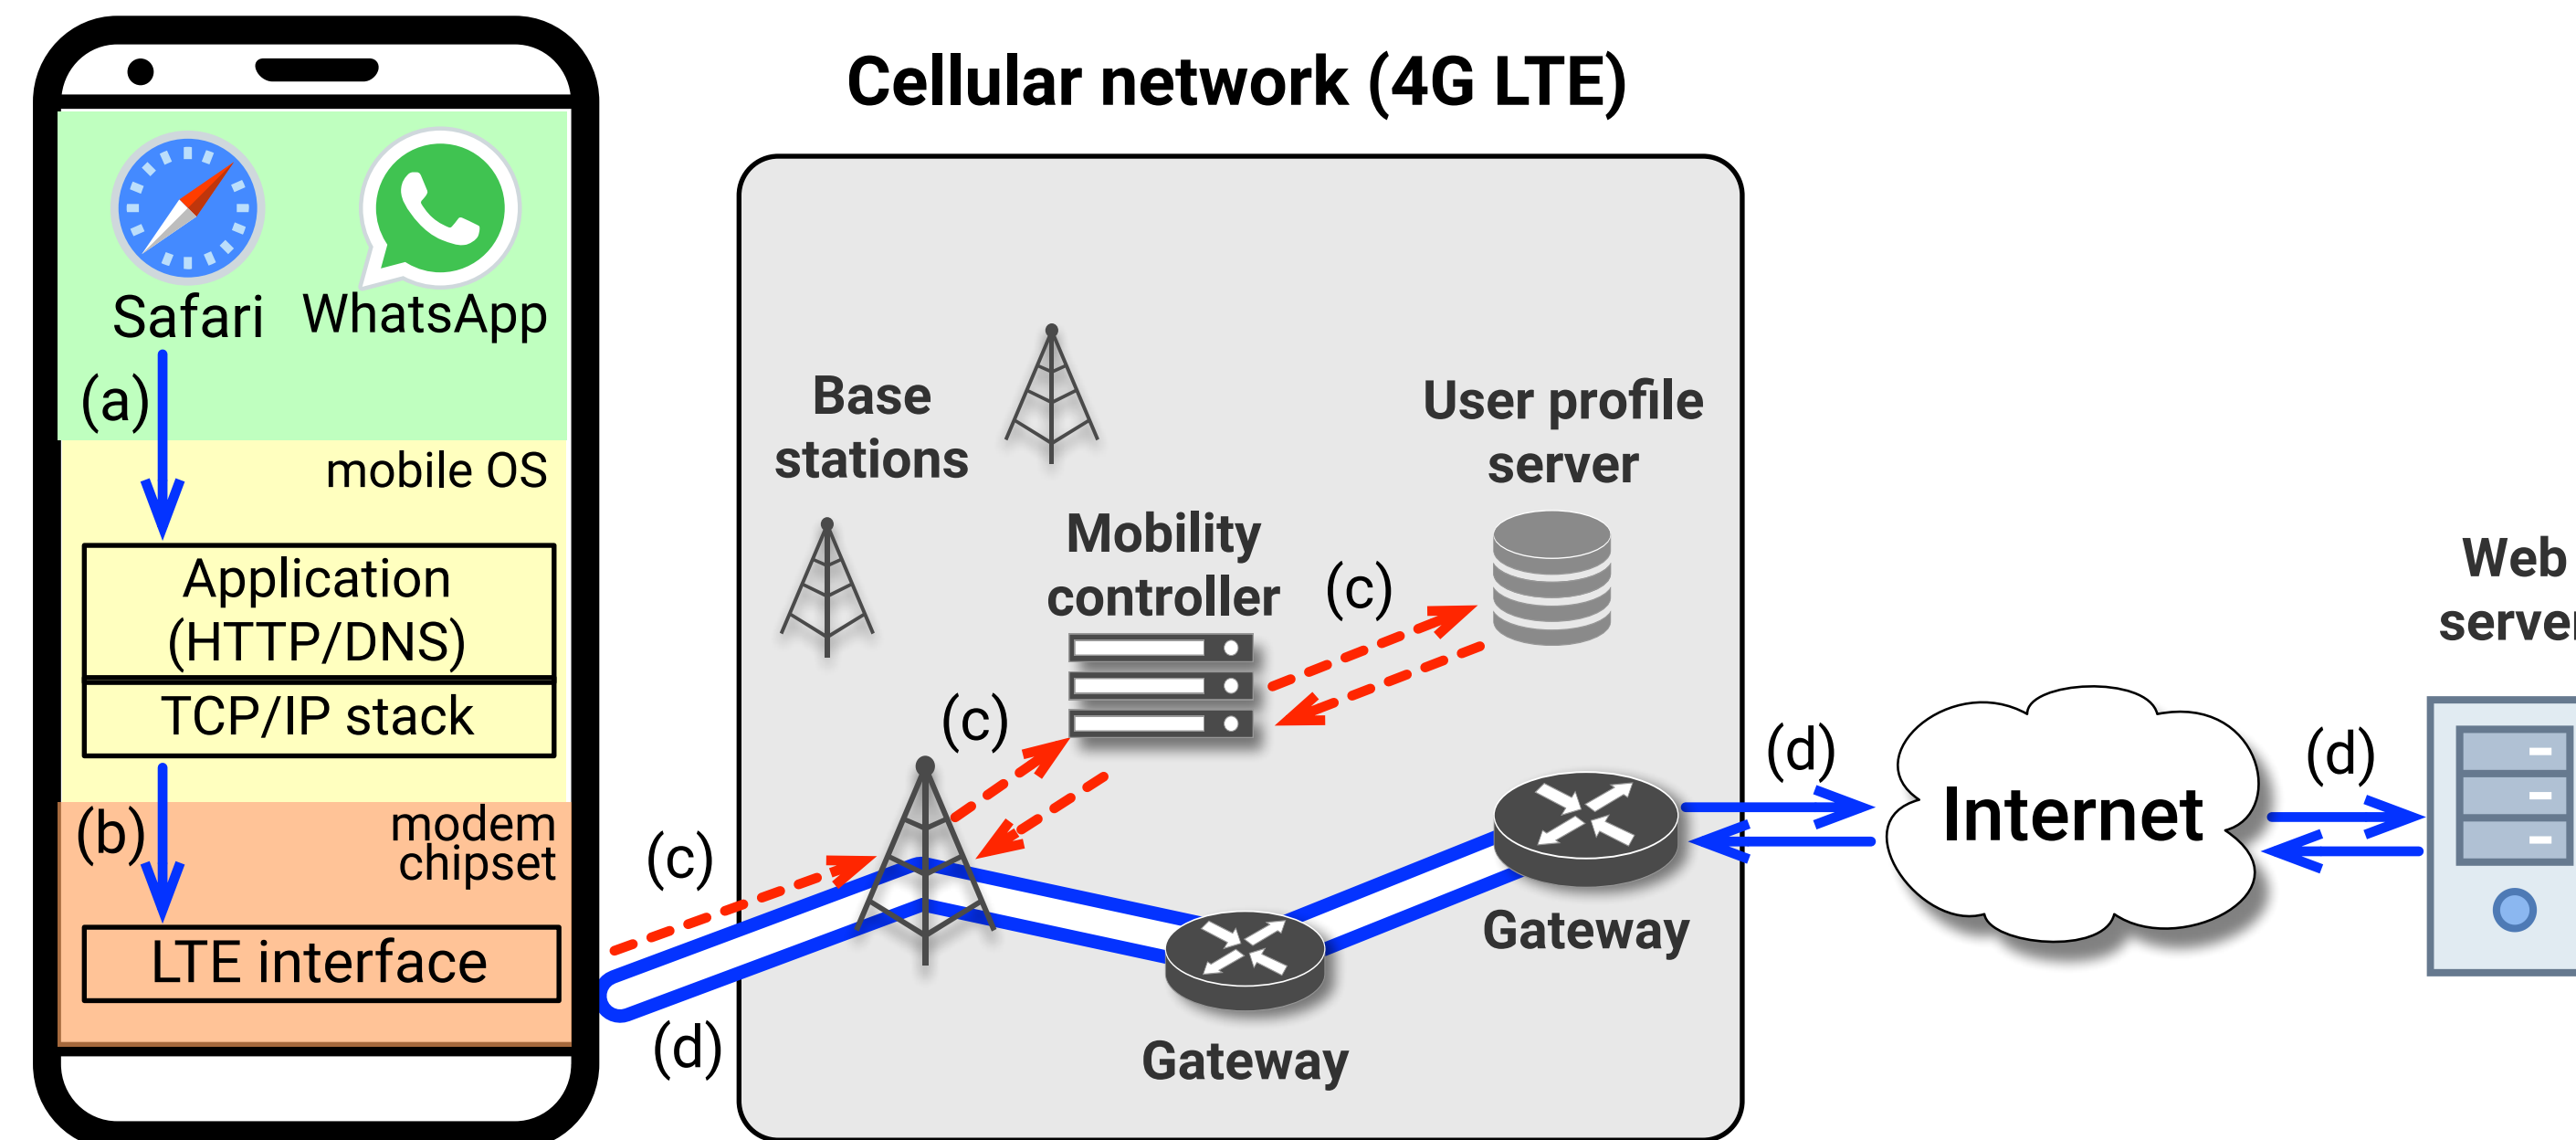 Cellular network (4G LTE)
Safari
WhatsApp
(a)
mobile OS
Application
(HTTP/DNS)
TCP/IP stack
(b)
modem
chipset
LTE interface
(c)
(d)
Base
stations
Mobility
controller
(c)
(c)
User profile
server
Gateway
Gateway
(d)
Internet
(d)
Web
server